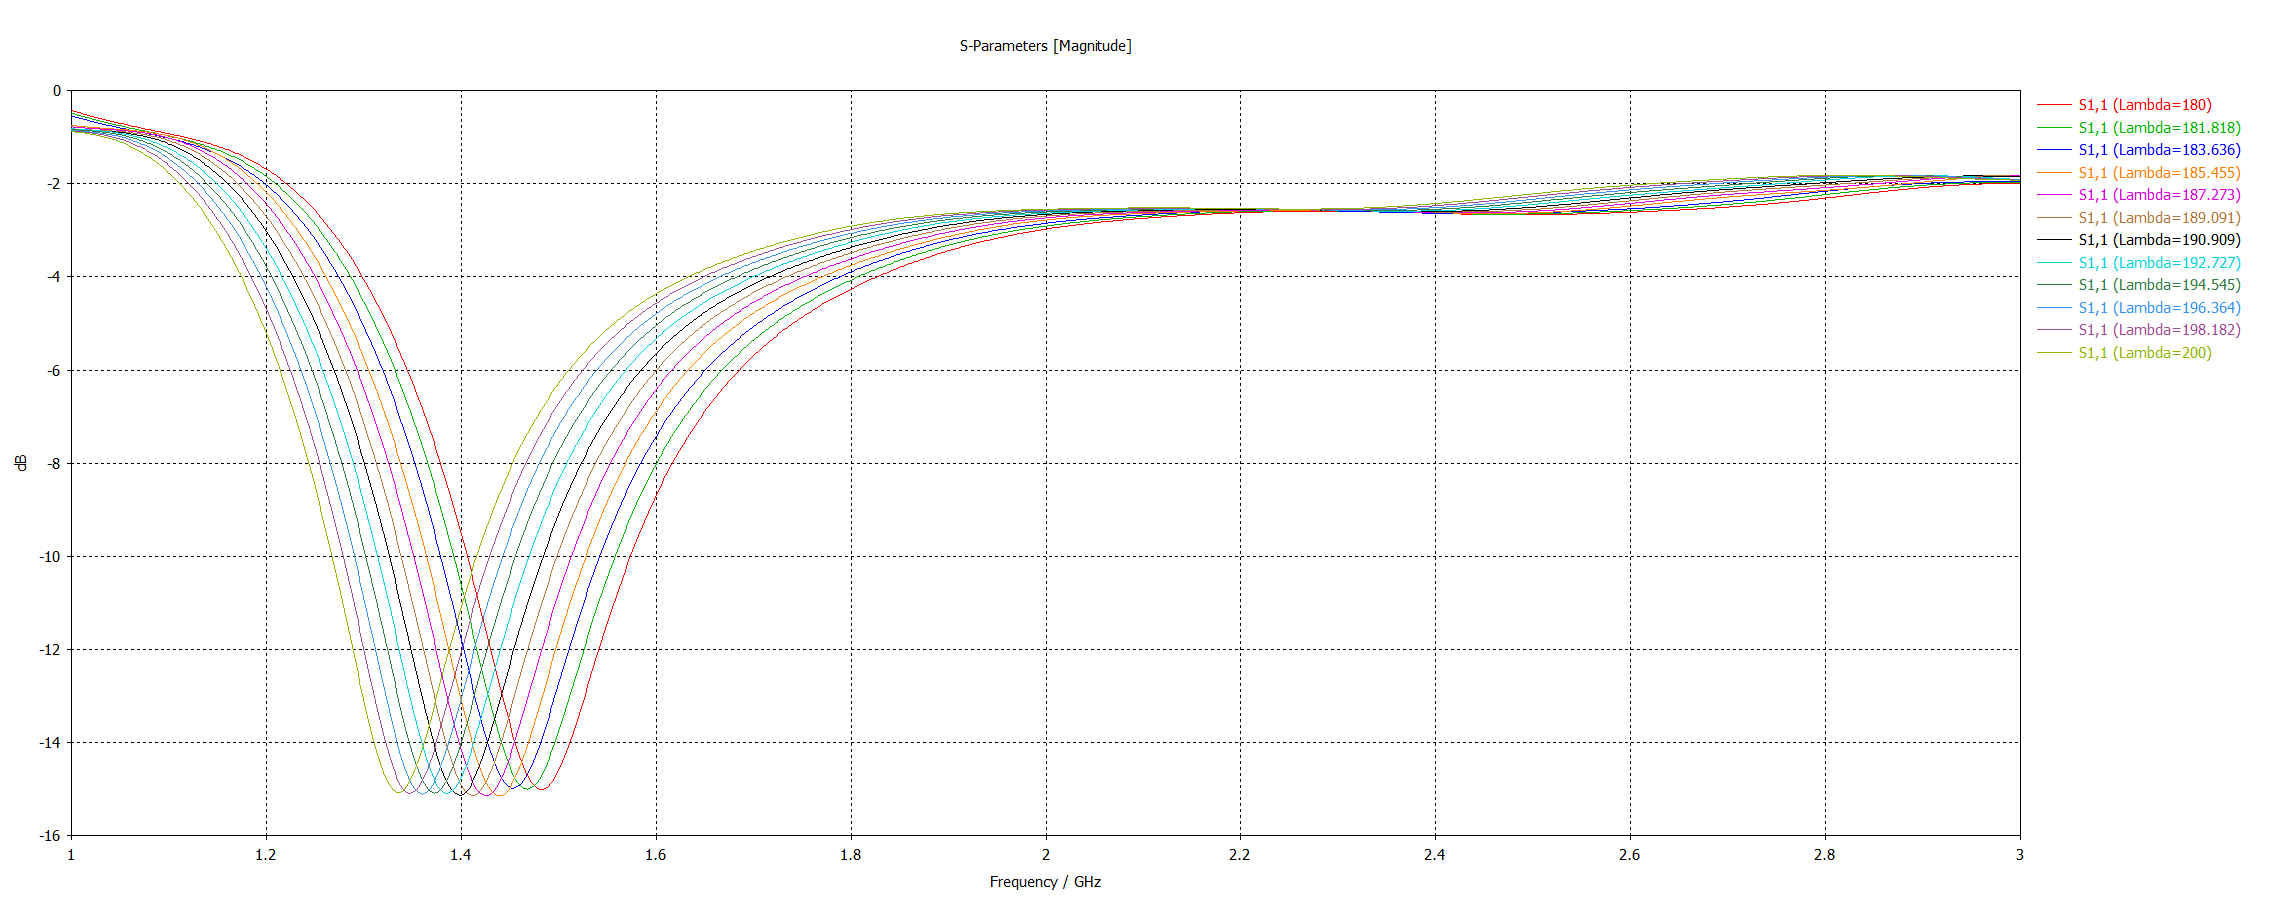 S-Parameters [Magnitude]
0
-2
-4
-6
-8
-10
-12
-14
-16
dB
1
1.2
1.4
1.6
1.8
2
2.2
2.4
2.6
2.8
3
Frequency / GHz
S1,1 (Lambda=180)
S1,1 (Lambda=181.818)
S1,1 (Lambda=183.636)
S1,1 (Lambda=185.455)
S1,1 (Lambda=187.273)
S1,1 (Lambda=189.091)
S1,1 (Lambda=190.909)
S1,1 (Lambda=192.727)
S1,1 (Lambda=194.545)
S1,1 (Lambda=196.364)
S1,1 (Lambda=198.182)
S1,1 (Lambda=200)